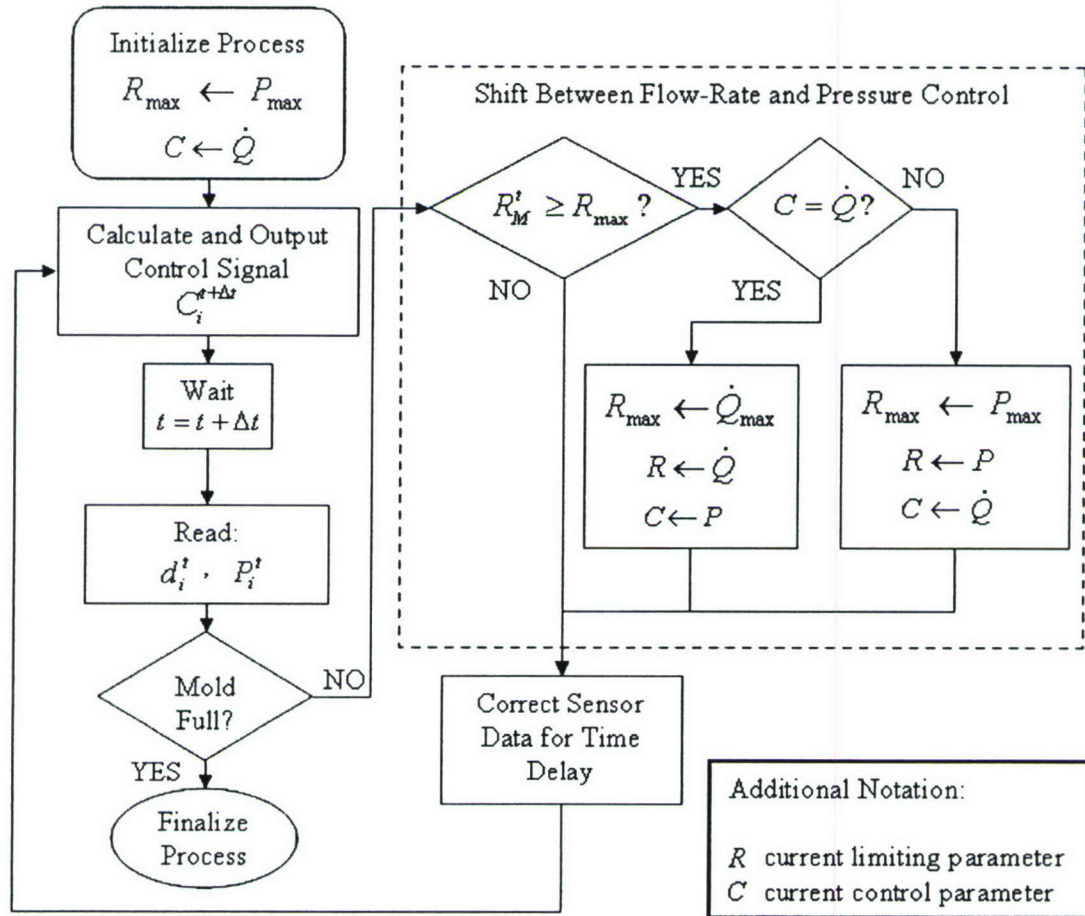 Initialize Process
R_max ← P_max
C ← Q̇
Calculate and Output
Control Signal
C_i^{t+Δt}
Wait
t = t + Δt
Read:
d_i^t , P_i^t
Mold
Full?
NO
YES
Finalize
Process
Shift Between Flow-Rate and Pressure Control
R_M^t ≥ R_max ?
YES
NO
C = Q̇?
NO
YES
R_max ← Q̇_max
R ← Q̇
C ← P
R_max ← P_max
R ← P
C ← Q̇
Correct Sensor
Data for Time
Delay
Additional Notation:
R current limiting parameter
C current control parameter